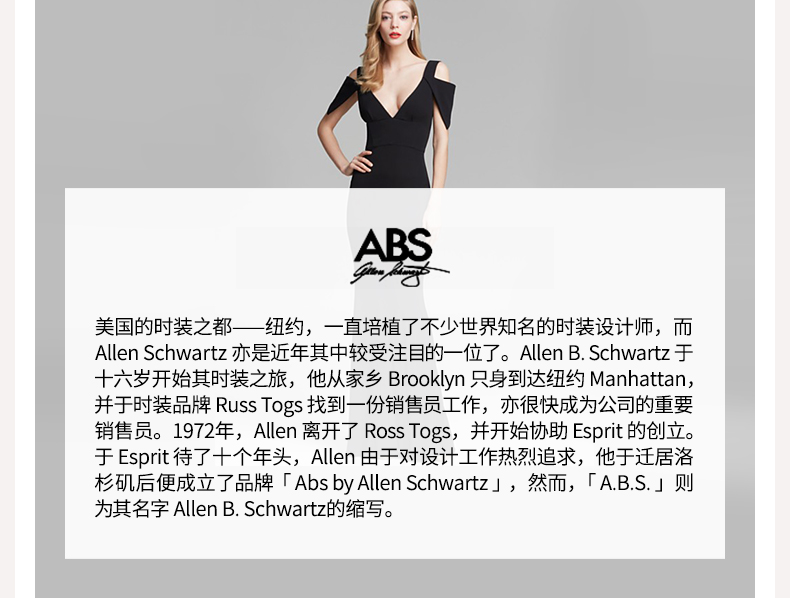 ABS
Allen Schwartz
美国的时装之都——纽约，一直培植了不少世界知名的时装设计师，而
Allen Schwartz 亦是近年其中较受注目的一位了。Allen B. Schwartz 于
十六岁开始其时装之旅，他从家乡 Brooklyn 只身到达纽约 Manhattan，
并于时装品牌 Russ Togs 找到一份销售员工作，亦很快成为公司的重要
销售员。1972年，Allen 离开了 Ross Togs，并开始协助 Esprit 的创立。
于 Esprit 待了十个年头，Allen 由于对设计工作热烈追求，他于迁居洛
杉矶后便成立了品牌「 Abs by Allen Schwartz 」，然而，「 A.B.S. 」则
为其名字 Allen B. Schwartz的缩写。